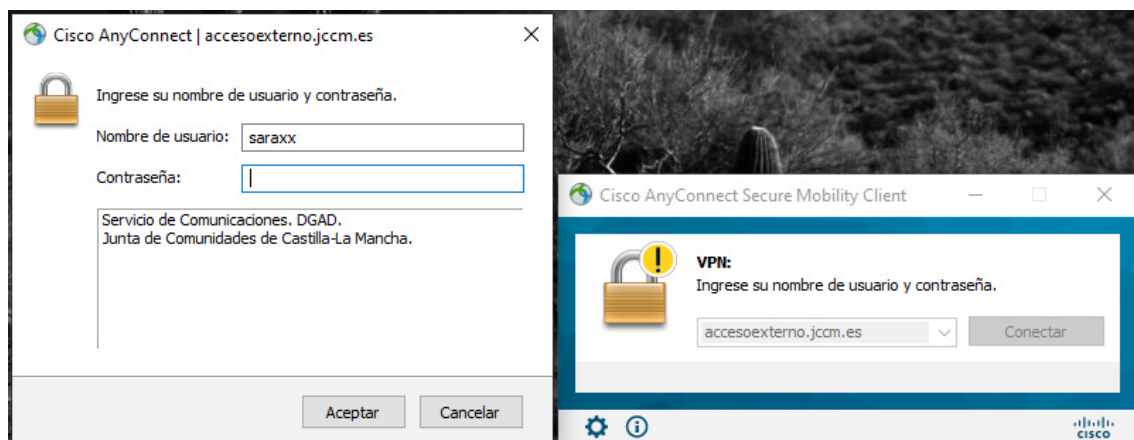 Cisco AnyConnect | accesoexterno.jccm.es
Ingrese su nombre de usuario y contraseña.
Nombre de usuario: saraxx
Contraseña:
Servicio de Comunicaciones. DGAD.
Junta de Comunidades de Castilla-La Mancha.
Aceptar Cancelar
Cisco AnyConnect Secure Mobility Client
VPN:
Ingrese su nombre de usuario y contraseña.
accesoexterno.jccm.es Conectar
CISCO